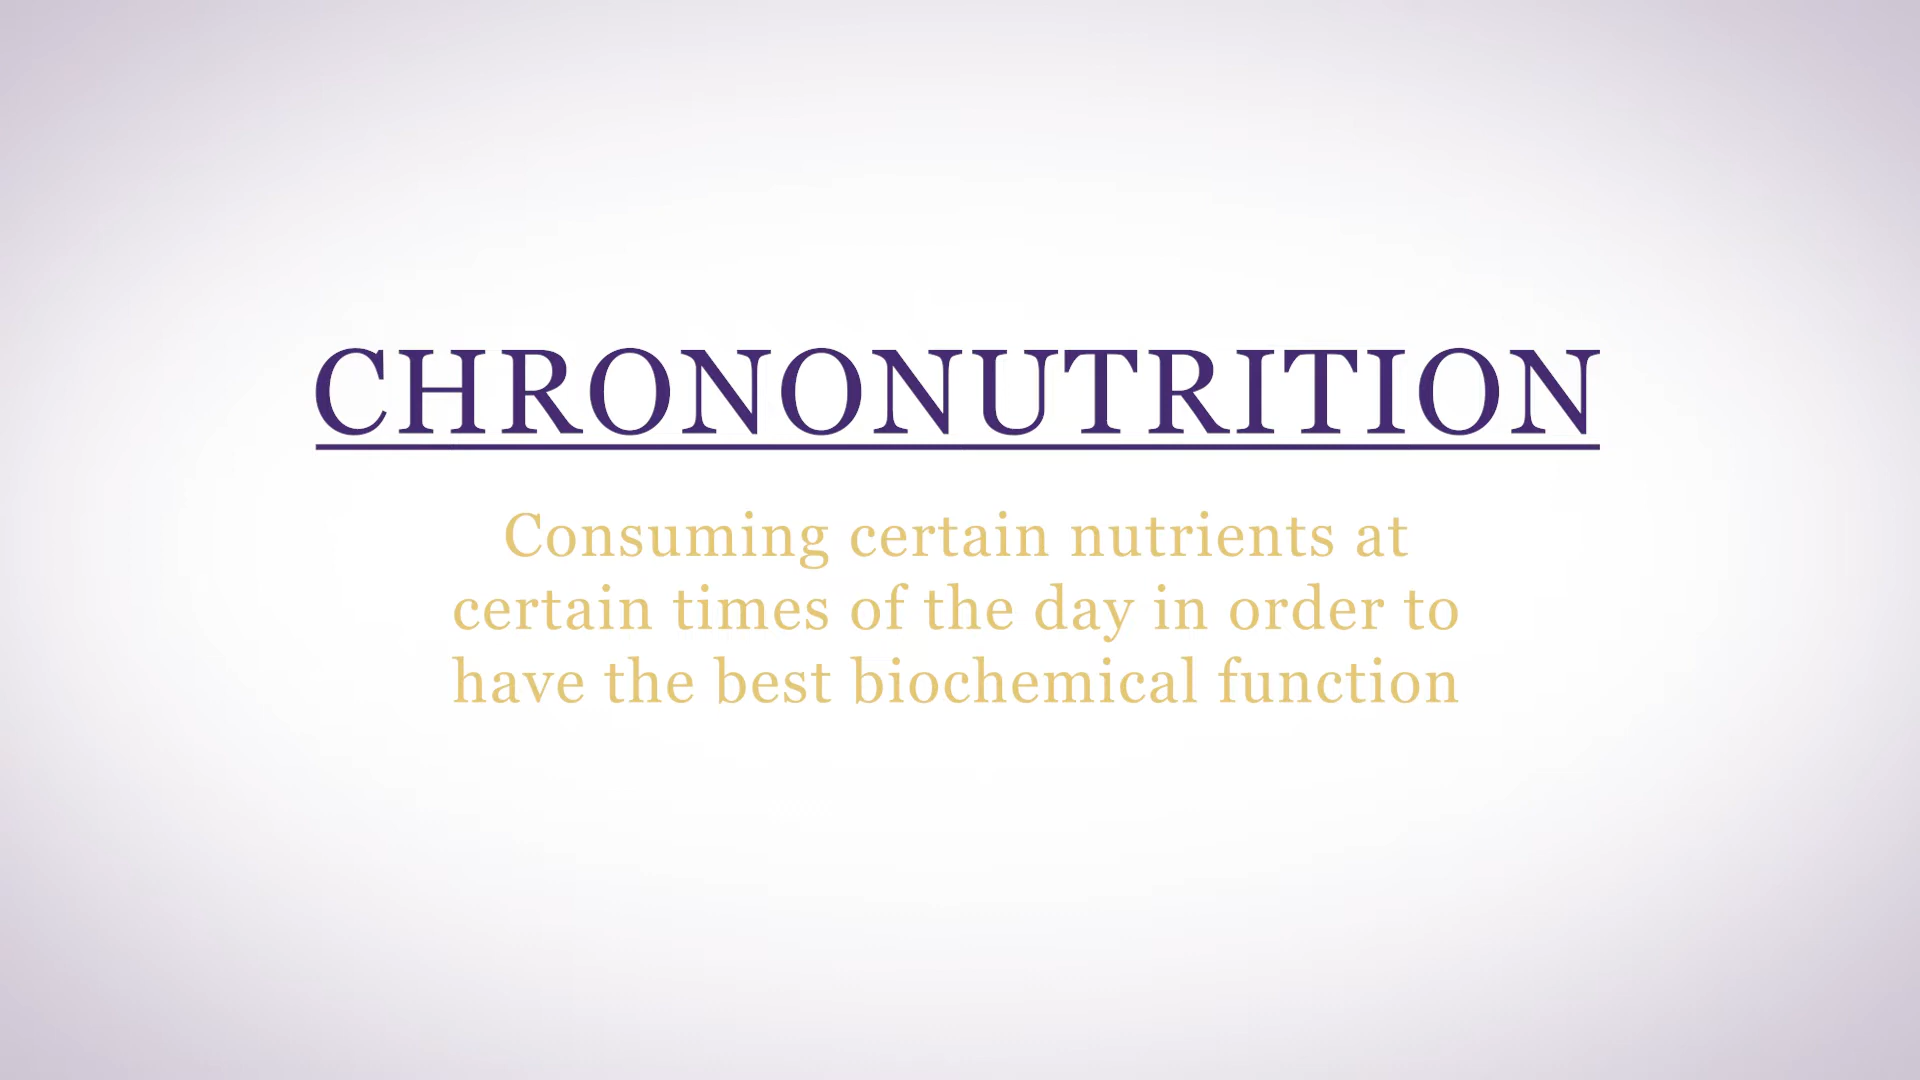 CHRONONUTRITION
Consuming certain nutrients at
certain times of the day in order to
have the best biochemical function